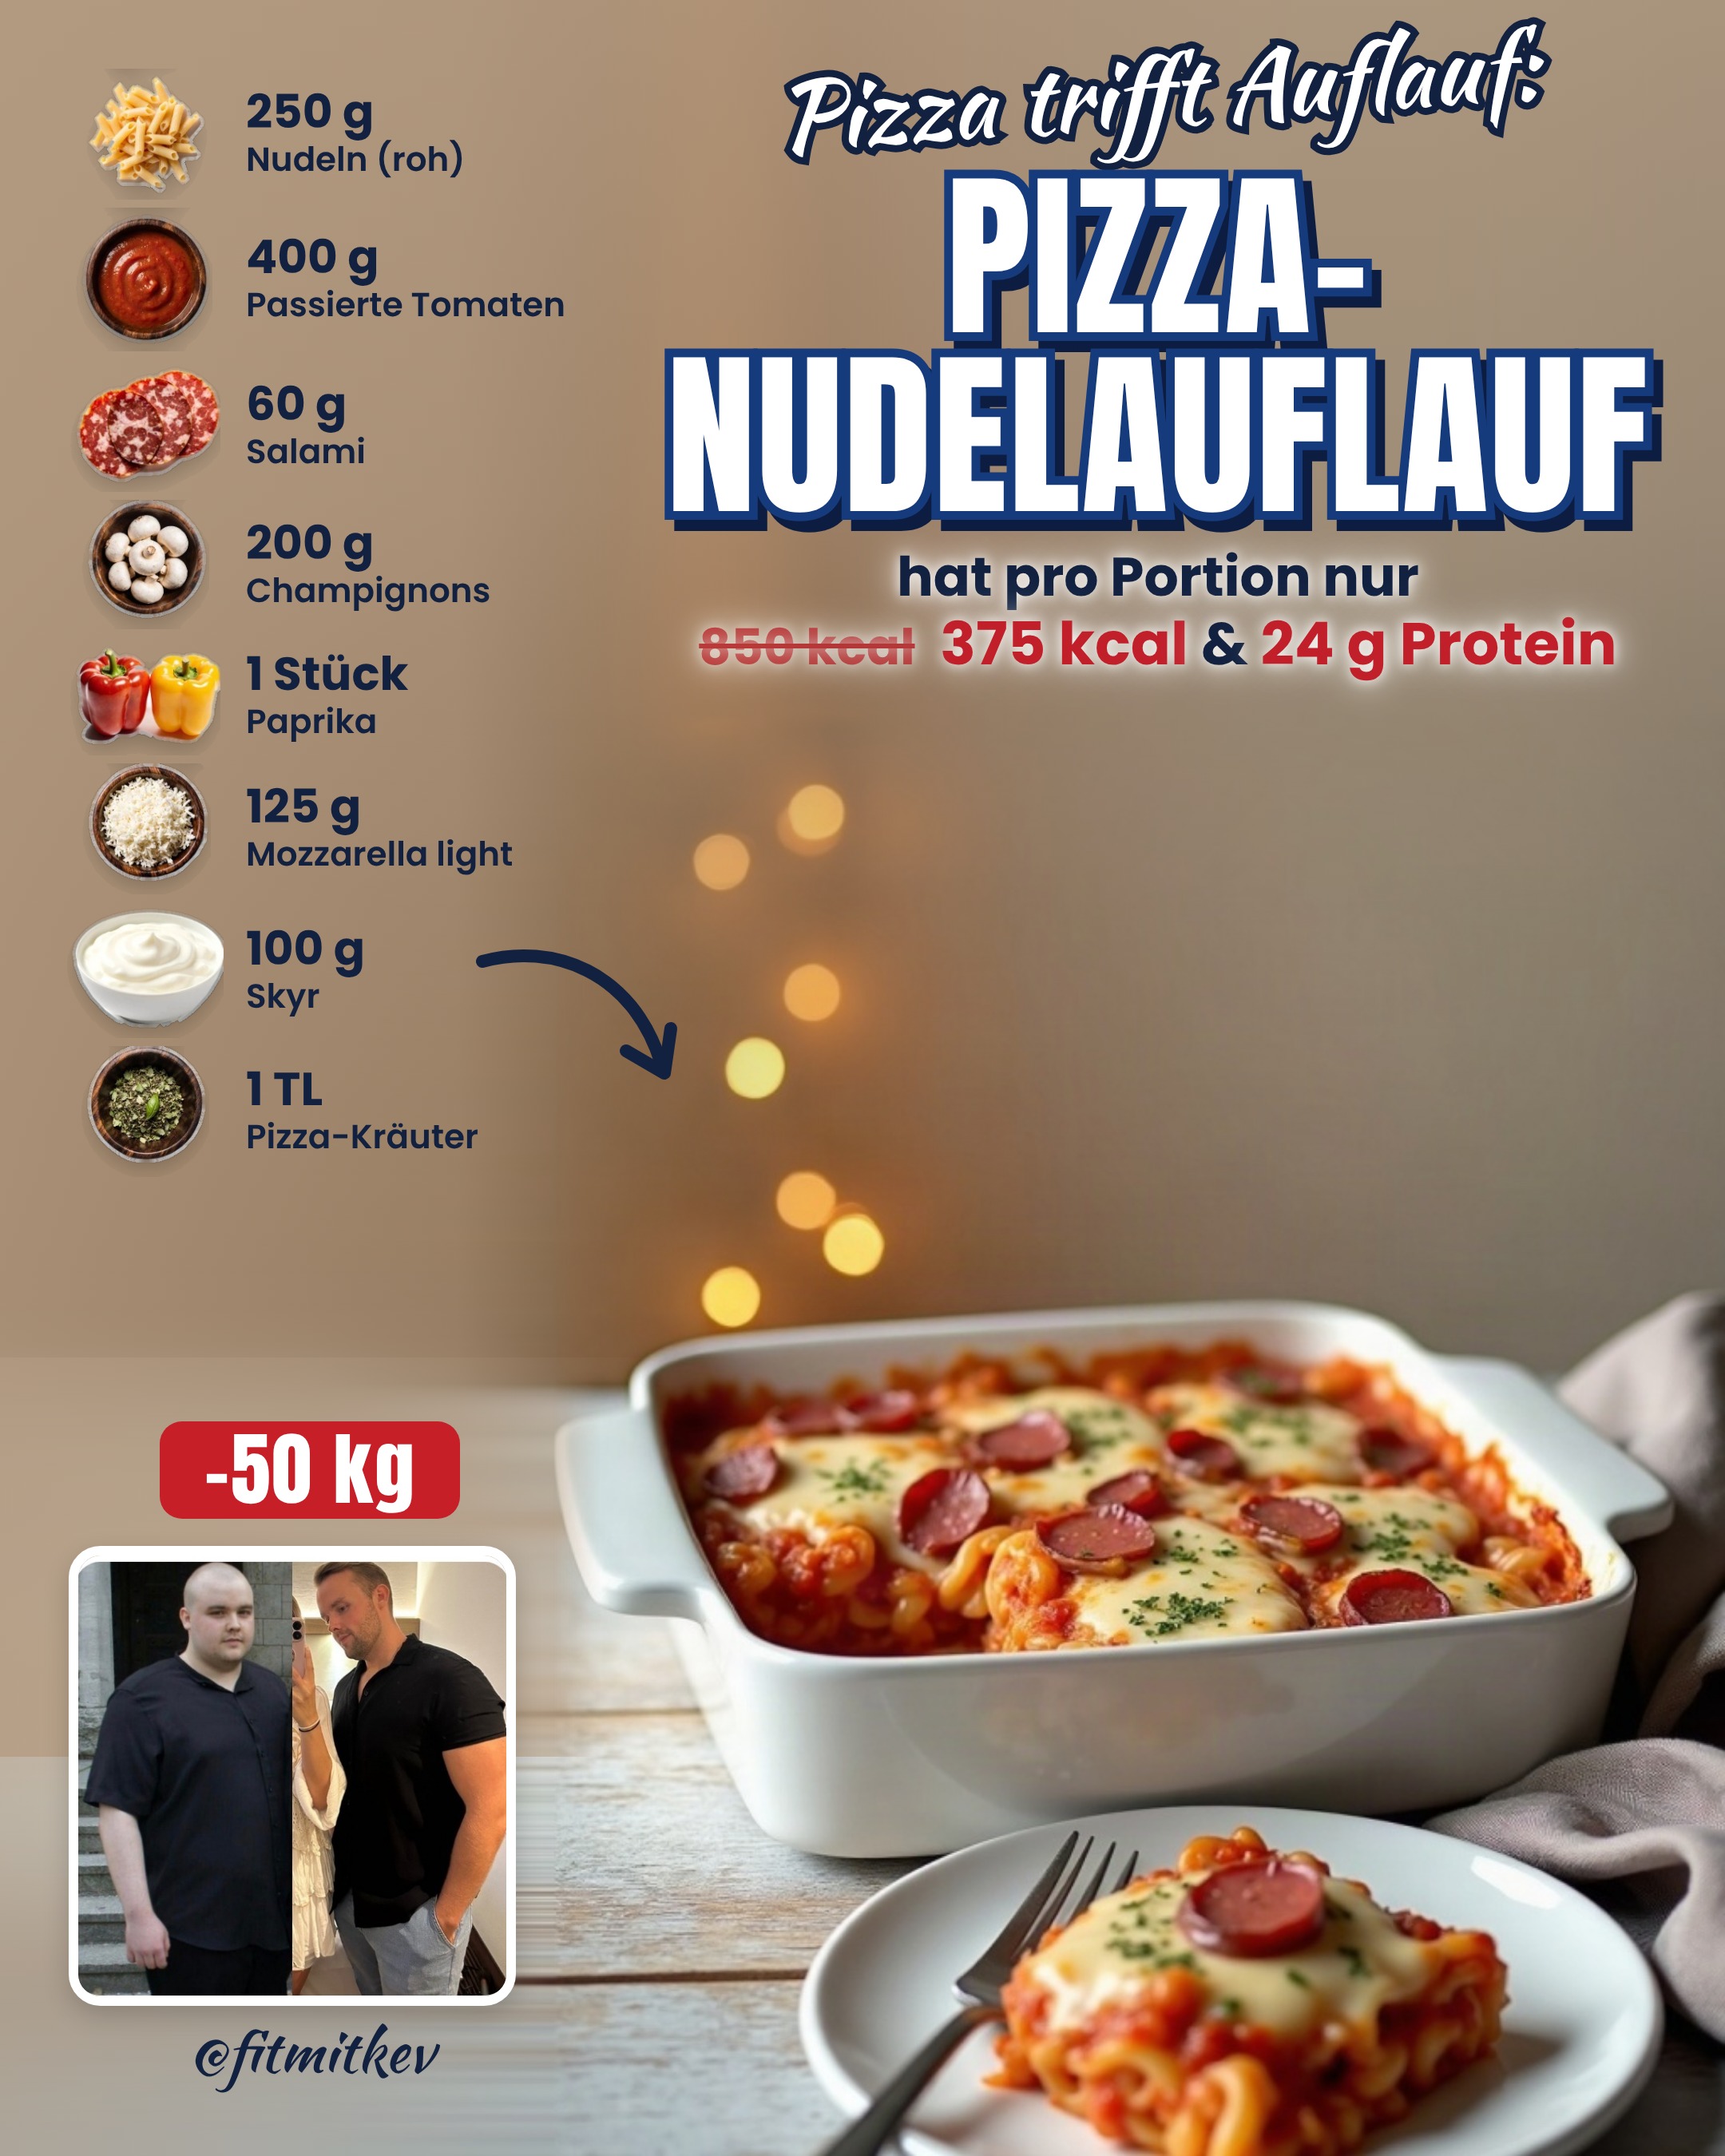 Pizza trifft Auflauf:
PIZZA-
NUDELAUFLAUF
hat pro Portion nur
850 kcal 375 kcal & 24 g Protein
250 g
Nudeln (roh)
400 g
Passierte Tomaten
60 g
Salami
200 g
Champignons
1 Stück
Paprika
125 g
Mozzarella light
100 g
Skyr
1 TL
Pizza-Kräuter
-50 kg
@fitmitkev